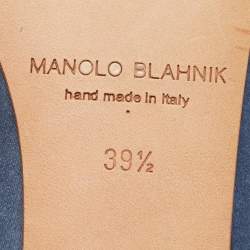 MANOLO BLAHNIK
hand made in Italy
39½